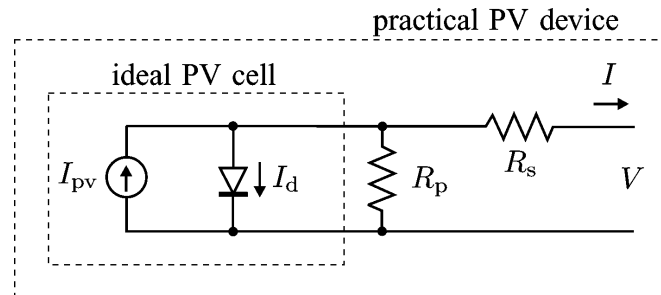 practical PV device
ideal PV cell
I
I_pv
I_d
R_p
R_s
V